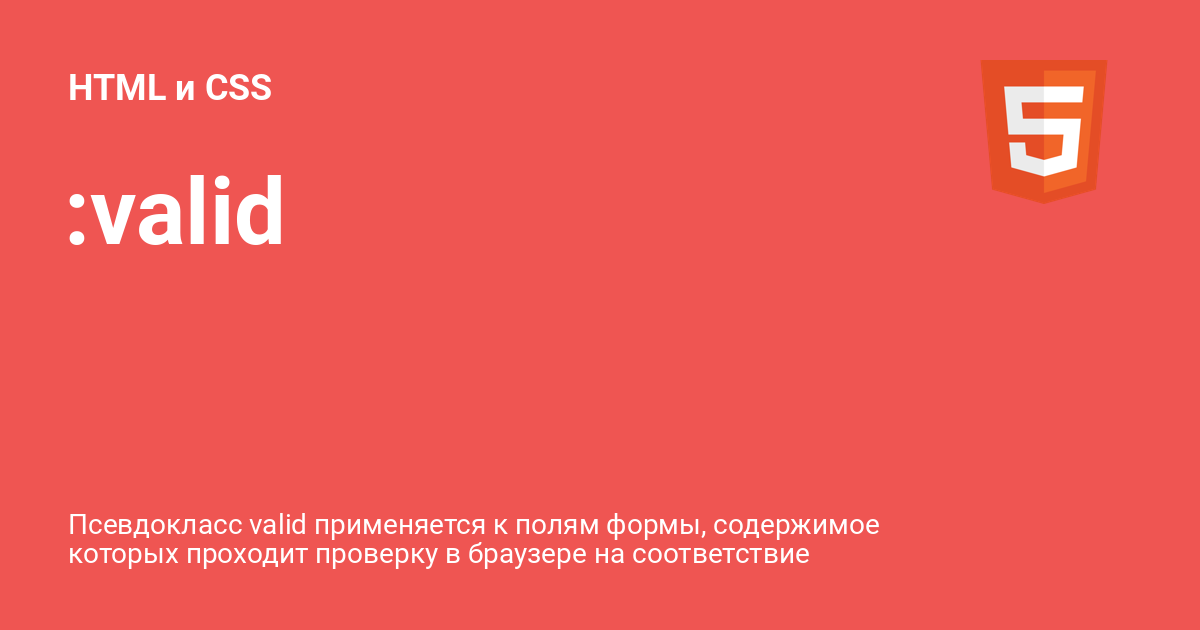 HTML и CSS
:valid
Псевдокласс valid применяется к полям формы, содержимое
которых проходит проверку в браузере на соответствие